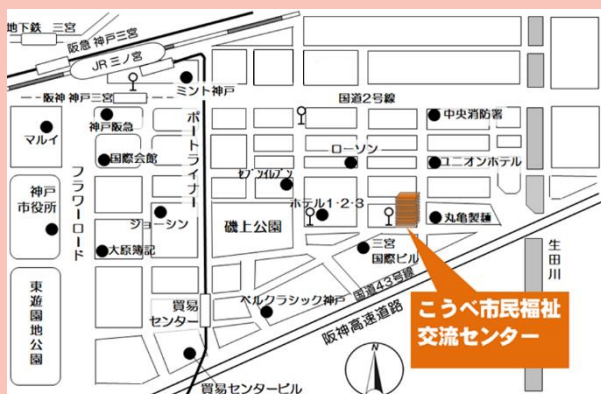 地下鉄 三宮
阪急 神戸三宮
JR 三ノ宮
ミント神戸
阪神 神戸三宮
国道2号線
神戸阪急
マルイ
ポートライナー
中央消防署
国際会館
ローソン
ユニオンホテル
フラワーロード
セブンイレブン
神戸
市役所
ジョーシン
磯上公園
ホテル1・2・3
丸亀製麺
大原簿記
三宮
国際ビル
生田川
東遊園地公園
貿易
センター
ベルクラシック神戸
国道43号線
阪神高速道路
こうべ市民福祉
交流センター
N
貿易センタービル